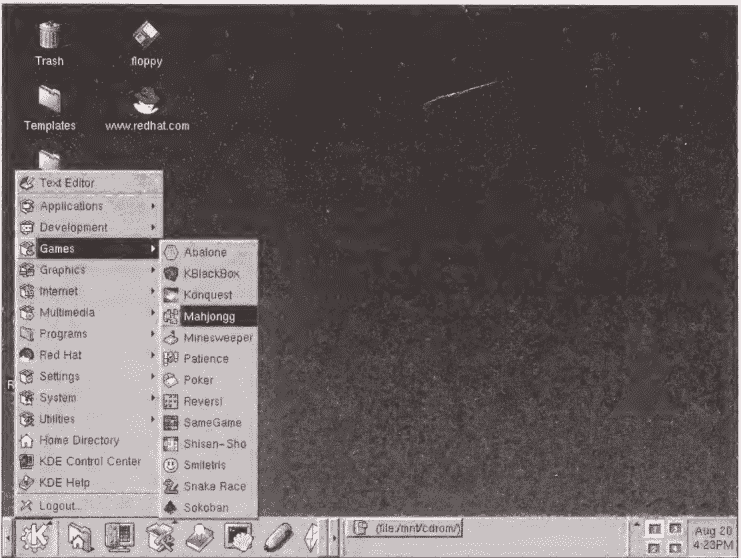 Trash
floppy
Templates
www.redhat.com
Text Editor
Applications
Development
Games
Graphics
Internet
Multimedia
Programs
Red Hat
Settings
System
Utilities
Home Directory
KDE Control Center
KDE Help
Logout...
Abalone
KBlackBox
Konquest
Mahjongg
Minesweeper
Patience
Poker
Reversi
SameGame
Shisen-Sho
Smiletris
Snake Race
Sokoban
R
K
(file:/mnt/cdrom/)
Aug 20
4:23PM